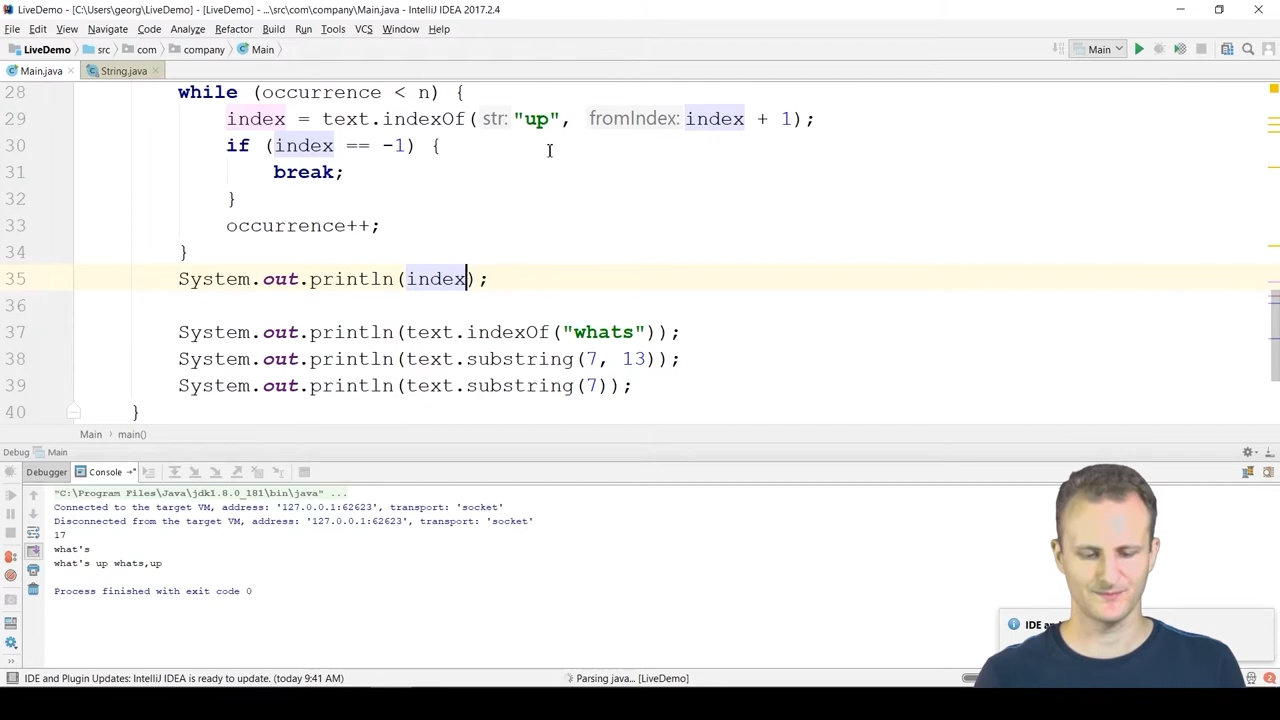 LiveDemo - [C:\Users\georg\LiveDemo] - [LiveDemo] - ...\src\com\company\Main.java - IntelliJ IDEA 2017.2.4
File Edit View Navigate Code Analyze Refactor Build Run Tools VCS Window Help
LiveDemo src com company Main Main
Main.java String.java
28 while (occurrence < n) {
29 index = text.indexOf( str: "up", fromIndex: index + 1);
30 if (index == -1) {
31 break;
32 }
33 occurrence++;
34 }
35 System.out.println(index);
36
37 System.out.println(text.indexOf("whats"));
38 System.out.println(text.substring(7, 13));
39 System.out.println(text.substring(7));
40 }
Main main()
Debug Main
Debugger Console
"C:\Program Files\Java\jdk1.8.0_181\bin\java" ...
Connected to the target VM, address: '127.0.0.1:62623', transport: 'socket'
Disconnected from the target VM, address: '127.0.0.1:62623', transport: 'socket'
17
what's
what's up whats,up
Process finished with exit code 0
IDE
IDE and Plugin Updates: IntelliJ IDEA is ready to update. (today 9:41 AM) Parsing java... [LiveDemo] 2